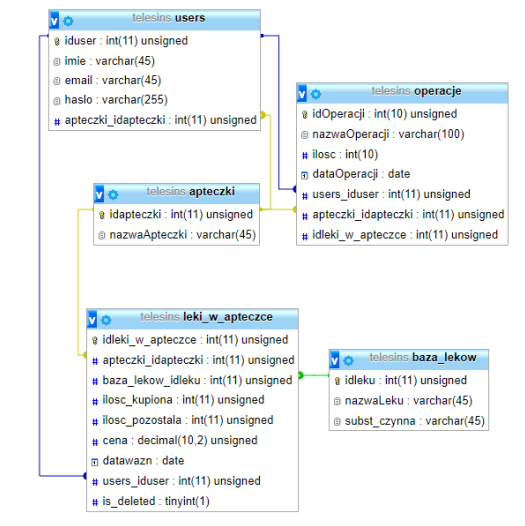 telesins users
iduser : int(11) unsigned
imie : varchar(45)
email : varchar(45)
haslo : varchar(255)
apteczki_idapteczki : int(11) unsigned
telesins operacje
idOperacji : int(10) unsigned
nazwaOperacji : varchar(100)
ilosc : int(10)
dataOperacji : date
users_iduser : int(11) unsigned
apteczki_idapteczki : int(11) unsigned
idleki_w_apteczce : int(11) unsigned
telesins apteczki
idapteczki : int(11) unsigned
nazwaApteczki : varchar(45)
telesins leki_w_apteczce
idleki_w_apteczce : int(11) unsigned
apteczki_idapteczki : int(11) unsigned
baza_lekow_idleku : int(11) unsigned
ilosc_kupiona : int(11) unsigned
ilosc_pozostala : int(11) unsigned
cena : decimal(10,2) unsigned
datawazn : date
users_iduser : int(11) unsigned
is_deleted : tinyint(1)
telesins baza_lekow
idleku : int(11) unsigned
nazwaLeku : varchar(45)
subst_czynna : varchar(45)